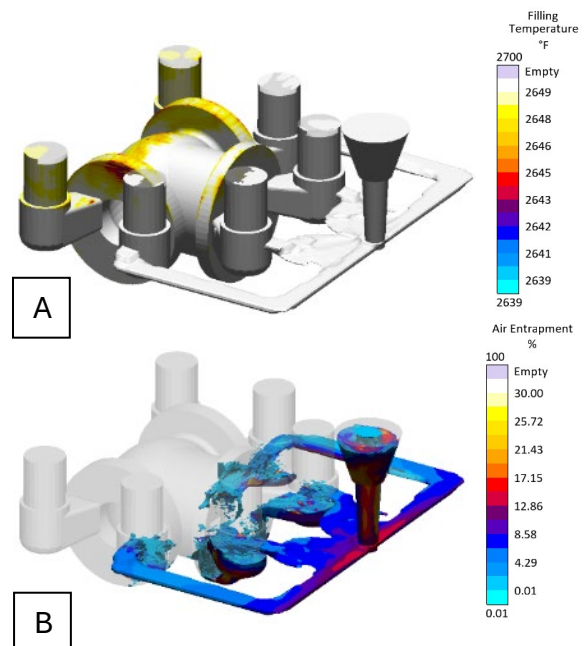 Filling
Temperature
°F
2700
Empty
2649
2648
2646
2645
2643
2642
2641
2639
2639
A
Air Entrapment
%
100
Empty
30.00
25.72
21.43
17.15
12.86
8.58
4.29
0.01
0.01
B